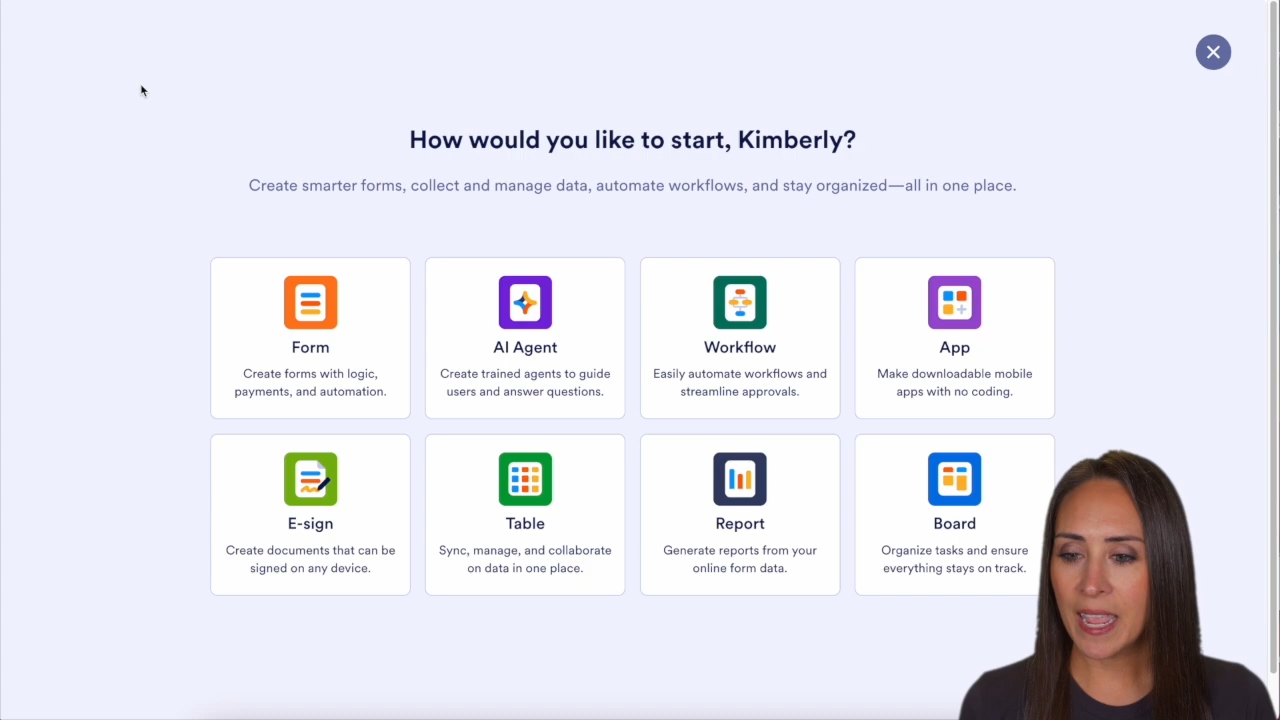 How would you like to start, Kimberly?
Create smarter forms, collect and manage data, automate workflows, and stay organized—all in one place.
Form
Create forms with logic,
payments, and automation.
AI Agent
Create trained agents to guide
users and answer questions.
Workflow
Easily automate workflows and
streamline approvals.
App
Make downloadable mobile
apps with no coding.
E-sign
Create documents that can be
signed on any device.
Table
Sync, manage, and collaborate
on data in one place.
Report
Generate reports from your
online form data.
Board
Organize tasks and ensure
everything stays on track.